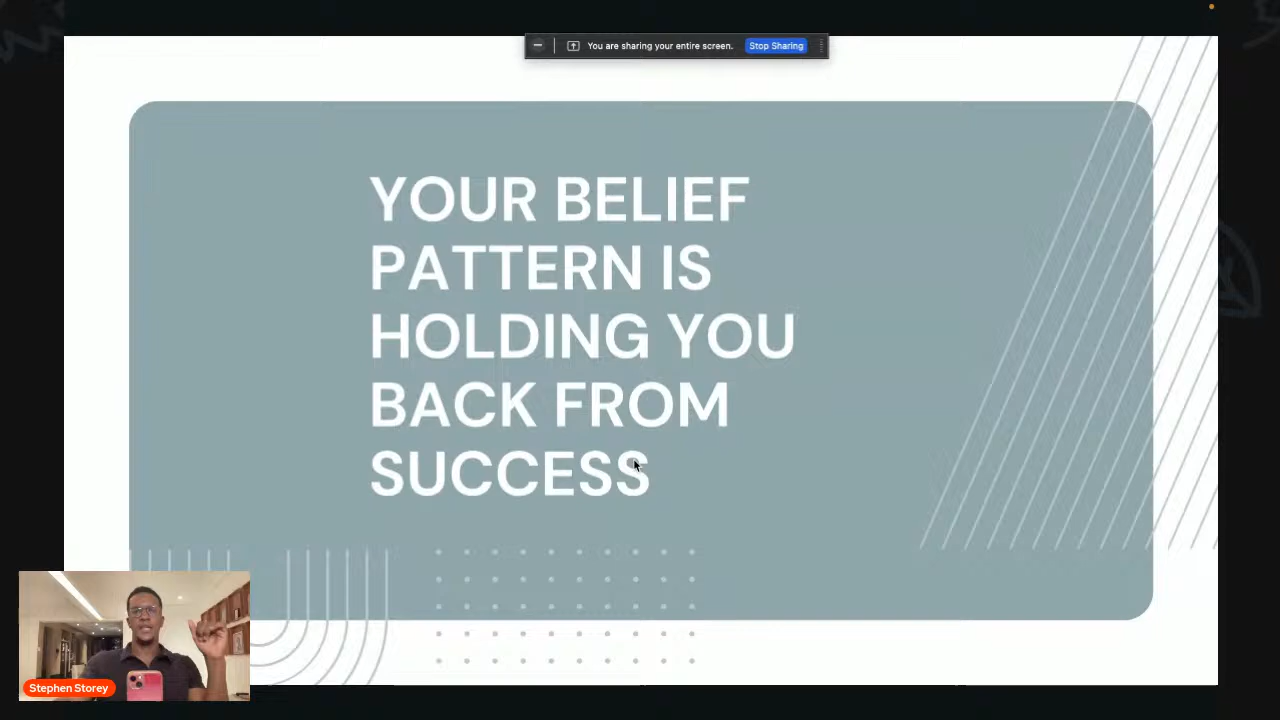 You are sharing your entire screen. Stop Sharing
YOUR BELIEF
PATTERN IS
HOLDING YOU
BACK FROM
SUCCESS
Stephen Storey